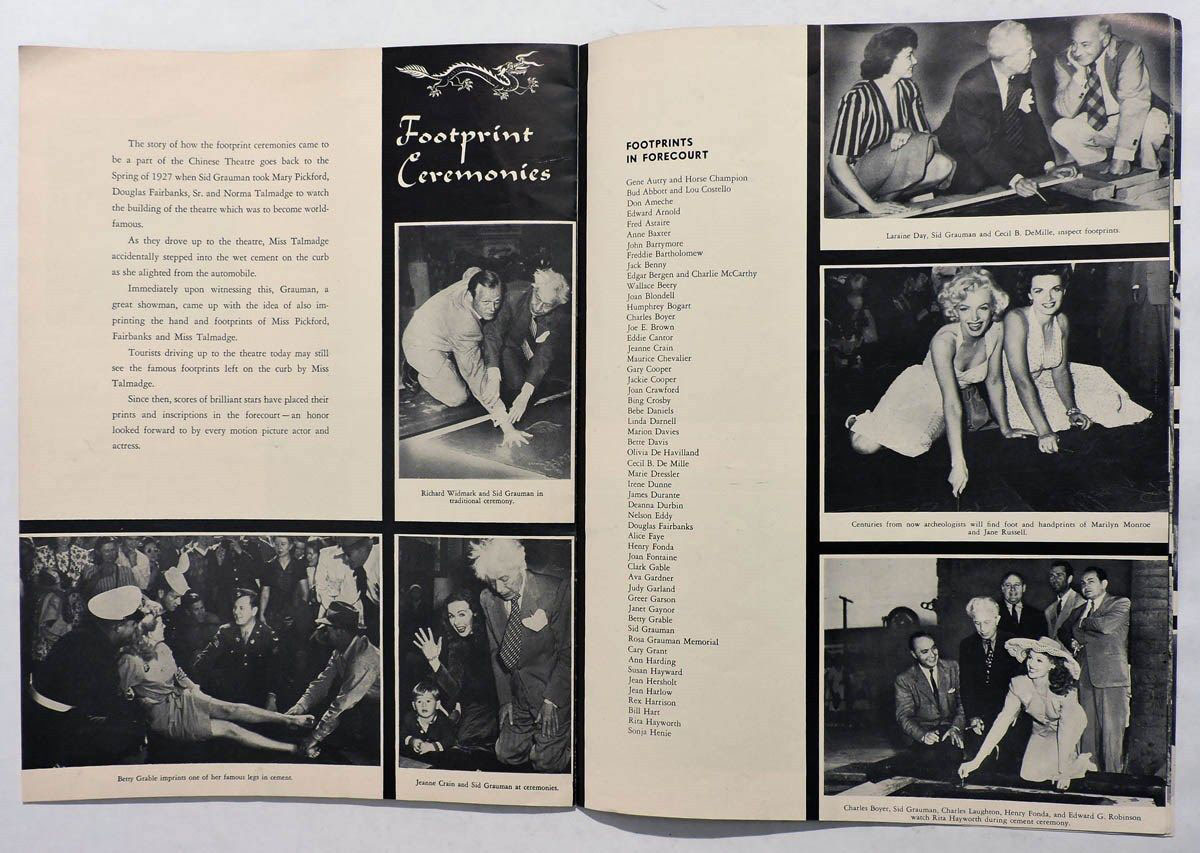 The story of how the footprint ceremonies came to
be a part of the Chinese Theatre goes back to the
Spring of 1927 when Sid Grauman took Mary Pickford,
Douglas Fairbanks, Sr. and Norma Talmadge to watch
the building of the theatre which was to become world-
famous.
As they drove up to the theatre, Miss Talmadge
accidentally stepped into the wet cement on the curb
as she alighted from the automobile.
Immediately upon witnessing this, Grauman, a
great showman, came up with the idea of also im-
printing the hand and footprints of Miss Pickford,
Fairbanks and Miss Talmadge.
Tourists driving up to the theatre today may still
see the famous footprints left on the curb by Miss
Talmadge.
Since then, scores of brilliant stars have placed their
prints and inscriptions in the forecourt — an honor
looked forward to by every motion picture actor and
actress.
Footprint
Ceremonies
Richard Widmark and Sid Grauman in
traditional ceremony.
Betty Grable imprints one of her famous legs in cement.
Jeanne Crain and Sid Grauman at ceremonies.
FOOTPRINTS
IN FORECOURT
Gene Autry and Horse Champion
Bud Abbott and Lou Costello
Don Ameche
Edward Arnold
Fred Astaire
Anne Baxter
John Barrymore
Freddie Bartholomew
Jack Benny
Edgar Bergen and Charlie McCarthy
Wallace Beery
Joan Blondell
Humphrey Bogart
Charles Boyer
Joe E. Brown
Eddie Cantor
Jeanne Crain
Maurice Chevalier
Gary Cooper
Jackie Cooper
Joan Crawford
Bing Crosby
Bebe Daniels
Linda Darnell
Marion Davies
Bette Davis
Olivia De Havilland
Cecil B. De Mille
Marie Dressler
Irene Dunne
James Durante
Deanna Durbin
Nelson Eddy
Douglas Fairbanks
Alice Faye
Henry Fonda
Joan Fontaine
Clark Gable
Ava Gardner
Judy Garland
Greer Garson
Janet Gaynor
Betty Grable
Sid Grauman
Rosa Grauman Memorial
Cary Grant
Ann Harding
Susan Hayward
Jean Hersholt
Jean Harlow
Rex Harrison
Bill Hart
Rita Hayworth
Sonja Henie
Laraine Day, Sid Grauman and Cecil B. DeMille, inspect footprints.
Centuries from now archeologists will find foot and handprints of Marilyn Monroe
and Jane Russell.
Charles Boyer, Sid Grauman, Charles Laughton, Henry Fonda, and Edward G. Robinson
watch Rita Hayworth during cement ceremony.